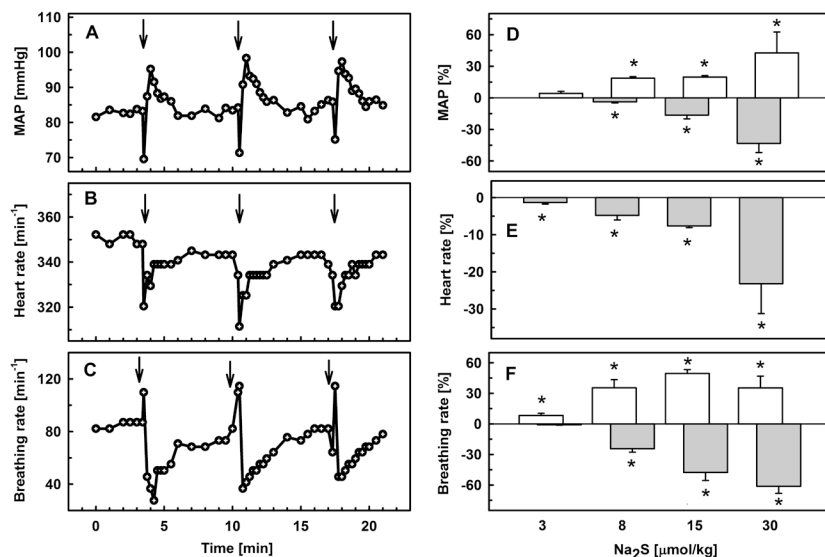 A
MAP [mmHg]
110
100
90
80
70
B
Heart rate [min⁻¹]
360
340
320
C
Breathing rate [min⁻¹]
120
80
40
0 5 10 15 20
Time [min]
D
MAP [%]
60
30
0
-30
-60
* * *
* * *
E
Heart rate [%]
0
-10
-20
-30
* * * *
F
Breathing rate [%]
60
30
0
-30
-60
* * * *
* * *
3 8 15 30
Na₂S [μmol/kg]